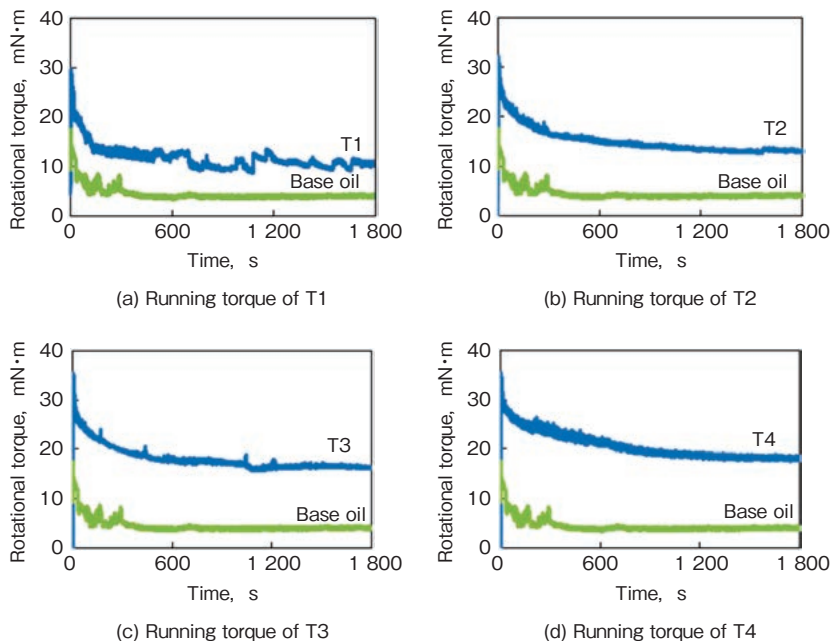 40
30
20
10
0
Rotational torque, mN·m
T1
Base oil
0 600 1 200 1 800
Time, s
(a) Running torque of T1
40
30
20
10
0
Rotational torque, mN·m
T2
Base oil
0 600 1 200 1 800
Time, s
(b) Running torque of T2
40
30
20
10
0
Rotational torque, mN·m
T3
Base oil
0 600 1 200 1 800
Time, s
(c) Running torque of T3
40
30
20
10
0
Rotational torque, mN·m
T4
Base oil
0 600 1 200 1 800
Time, s
(d) Running torque of T4